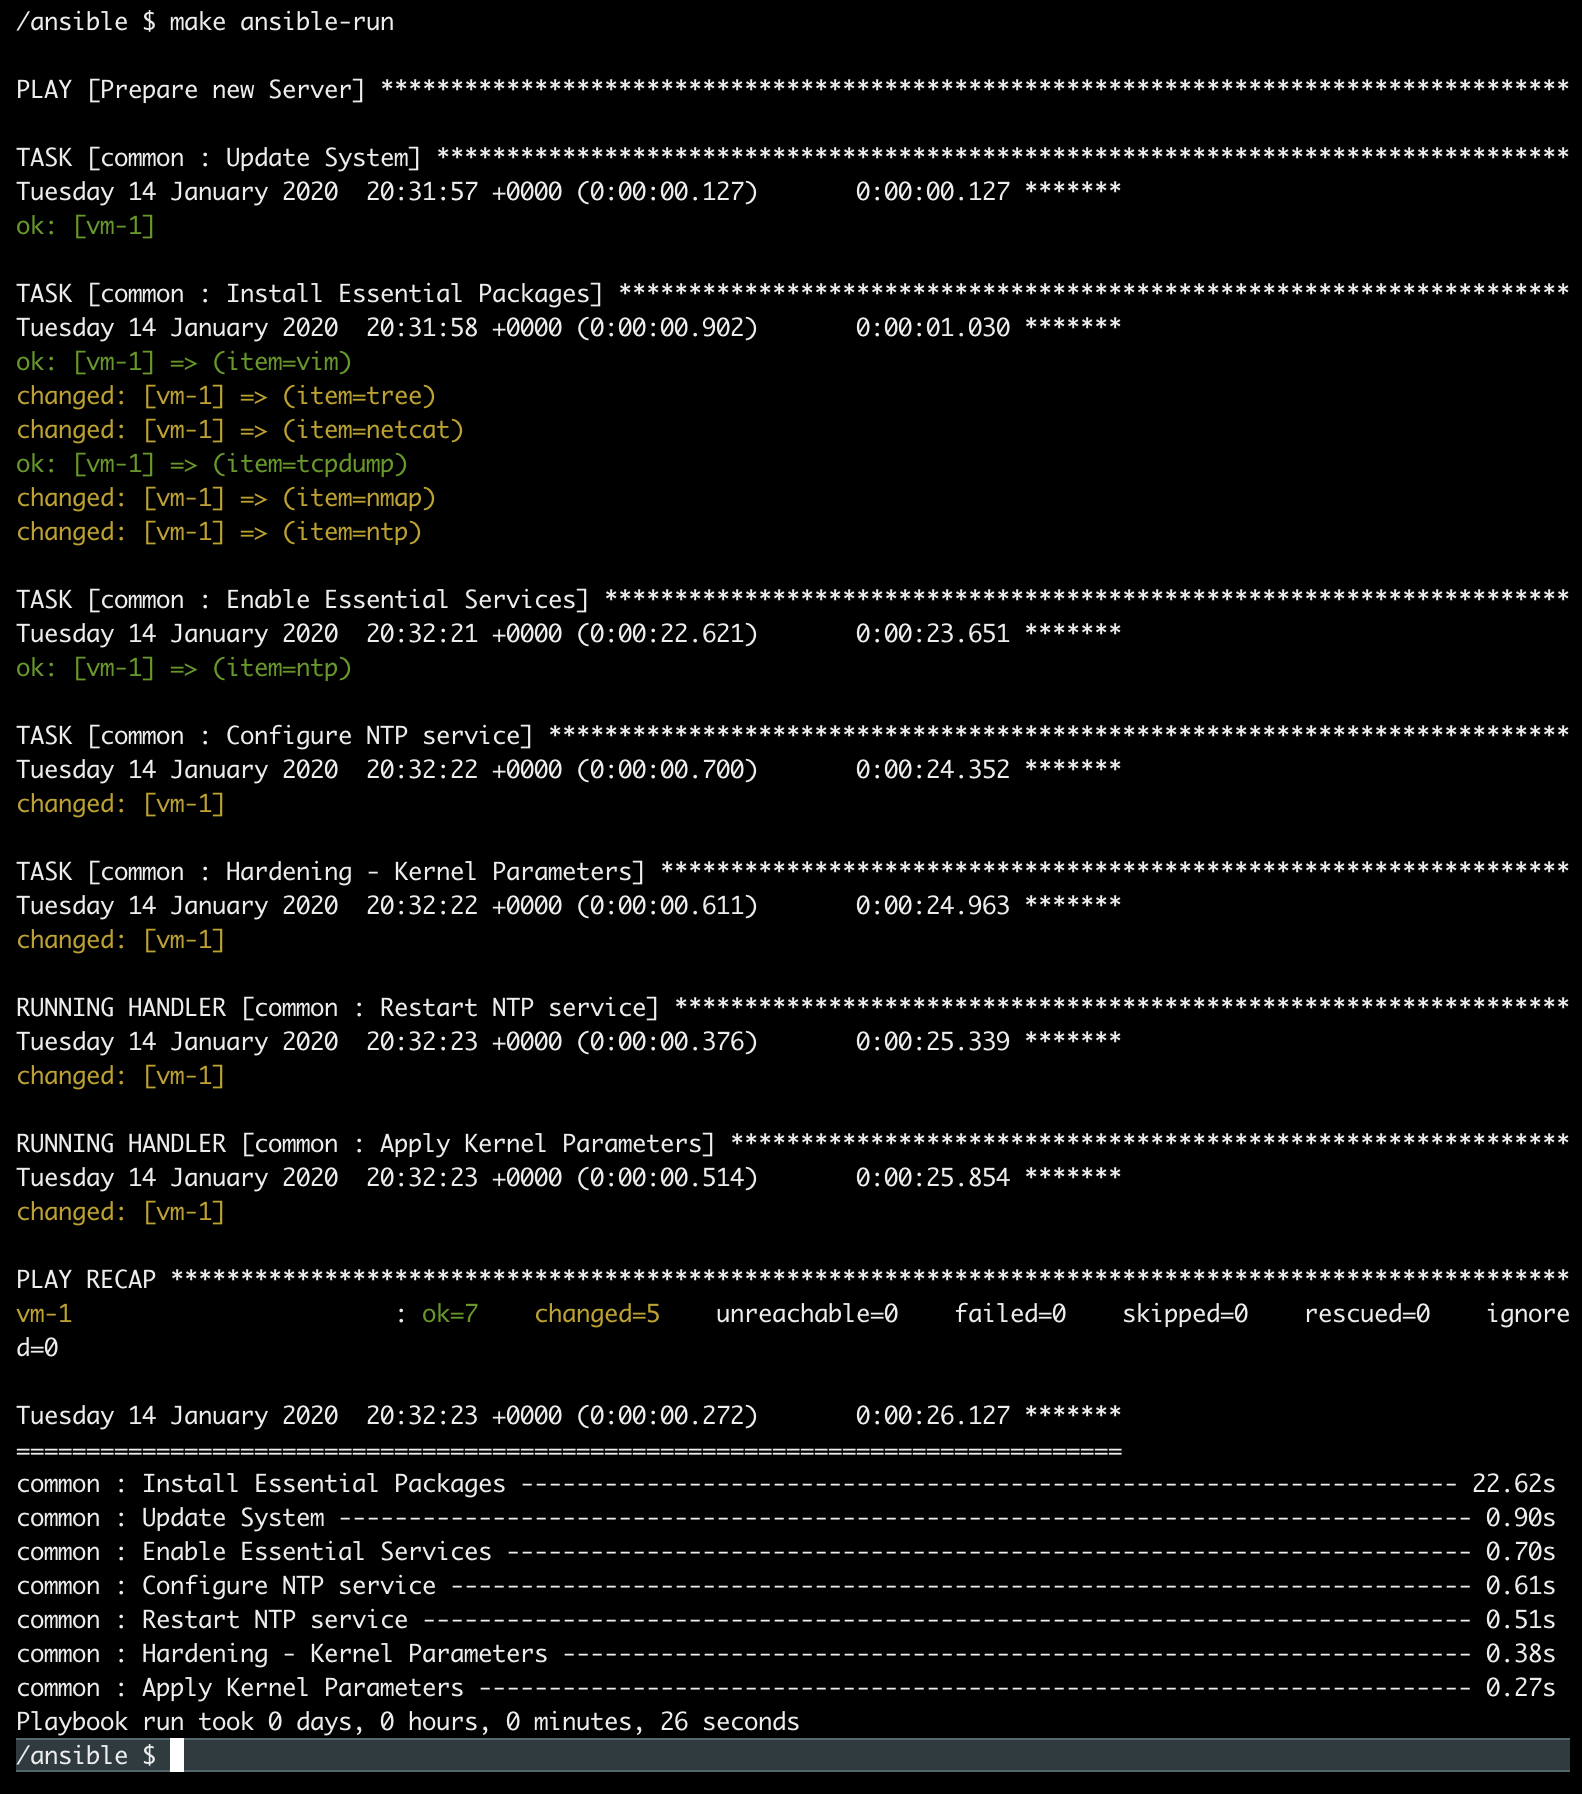 /ansible $ make ansible-run
PLAY [Prepare new Server] *************************************************************************************
TASK [common : Update System] *********************************************************************************
Tuesday 14 January 2020  20:31:57 +0000 (0:00:00.127)       0:00:00.127 *******
ok: [vm-1]
TASK [common : Install Essential Packages] ********************************************************************
Tuesday 14 January 2020  20:31:58 +0000 (0:00:00.902)       0:00:01.030 *******
ok: [vm-1] => (item=vim)
changed: [vm-1] => (item=tree)
changed: [vm-1] => (item=netcat)
ok: [vm-1] => (item=tcpdump)
changed: [vm-1] => (item=nmap)
changed: [vm-1] => (item=ntp)
TASK [common : Enable Essential Services] *********************************************************************
Tuesday 14 January 2020  20:32:21 +0000 (0:00:22.621)       0:00:23.651 *******
ok: [vm-1] => (item=ntp)
TASK [common : Configure NTP service] *************************************************************************
Tuesday 14 January 2020  20:32:22 +0000 (0:00:00.700)       0:00:24.352 *******
changed: [vm-1]
TASK [common : Hardening - Kernel Parameters] *****************************************************************
Tuesday 14 January 2020  20:32:22 +0000 (0:00:00.611)       0:00:24.963 *******
changed: [vm-1]
RUNNING HANDLER [common : Restart NTP service] ****************************************************************
Tuesday 14 January 2020  20:32:23 +0000 (0:00:00.376)       0:00:25.339 *******
changed: [vm-1]
RUNNING HANDLER [common : Apply Kernel Parameters] ************************************************************
Tuesday 14 January 2020  20:32:23 +0000 (0:00:00.514)       0:00:25.854 *******
changed: [vm-1]
PLAY RECAP ****************************************************************************************************
vm-1                       : ok=7    changed=5    unreachable=0    failed=0    skipped=0    rescued=0    ignore
d=0
Tuesday 14 January 2020  20:32:23 +0000 (0:00:00.272)       0:00:26.127 *******
===============================================================================
common : Install Essential Packages ------------------------------------------------------------------- 22.62s
common : Update System --------------------------------------------------------------------------------- 0.90s
common : Enable Essential Services --------------------------------------------------------------------- 0.70s
common : Configure NTP service ------------------------------------------------------------------------- 0.61s
common : Restart NTP service --------------------------------------------------------------------------- 0.51s
common : Hardening - Kernel Parameters ----------------------------------------------------------------- 0.38s
common : Apply Kernel Parameters ----------------------------------------------------------------------- 0.27s
Playbook run took 0 days, 0 hours, 0 minutes, 26 seconds
/ansible $